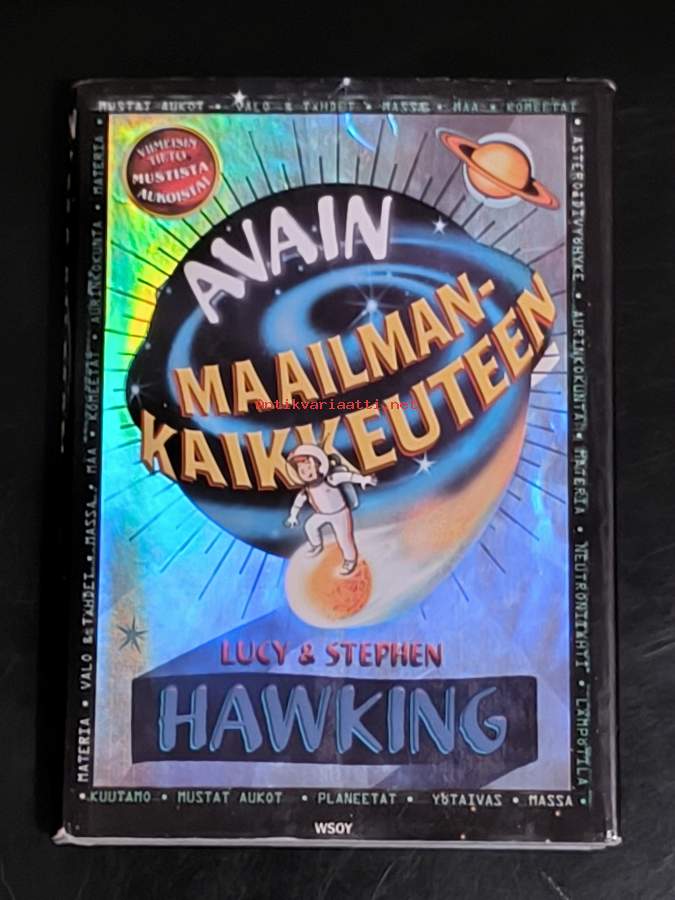 MUSTAT AUKOT • VALO & TÄHDET • MASSA • MAA • KOMEETAT
ASTEROIDIVYÖHYKE • AURINKOKUNTA • MATERIA • NEUTRONITÄHTI • LÄMPÖTILA
MATERIA • VALO & TÄHDET • MASSA • MAA • KOMEETAT • AURINKOKUNTA • MATERIA
VIIMEISIN
TIETO
MUSTISTA
AUKOISTA!
AVAIN
MAAILMAN-
KAIKKEUTEEN
Antikvariaatti.net
LUCY & STEPHEN
HAWKING
• KUUTAMO • MUSTAT AUKOT • PLANEETAT • YÖTAIVAS • MASSA •
WSOY